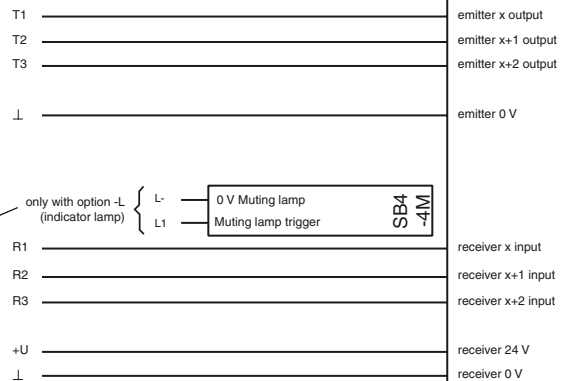 T1 emitter x output
T2 emitter x+1 output
T3 emitter x+2 output
⊥ emitter 0 V
only with option -L
(indicator lamp)
L- 0 V Muting lamp
L1 Muting lamp trigger
SB4
-4M
R1 receiver x input
R2 receiver x+1 input
R3 receiver x+2 input
+U receiver 24 V
⊥ receiver 0 V